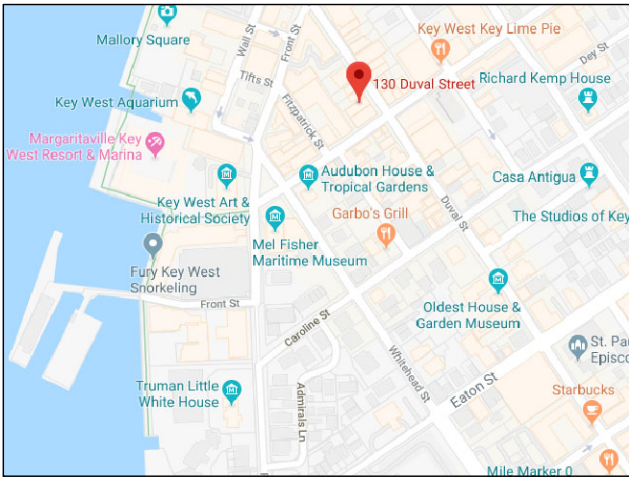 Mallory Square
Wall St
Front St
Key West Key Lime Pie
Dey St
Tifts St
130 Duval Street
Richard Kemp House
Key West Aquarium
Fitzpatrick St
Margaritaville Key
West Resort & Marina
Audubon House &
Tropical Gardens
Casa Antigua
Key West Art &
Historical Society
Garbo's Grill
Duval St
The Studios of Key
Mel Fisher
Maritime Museum
Fury Key West
Snorkeling
Front St
Oldest House &
Garden Museum
Caroline St
Whitehead St
St. Pau
Episco
Eaton St
Truman Little
White House
Admirals Ln
Starbucks
Mile Marker 0